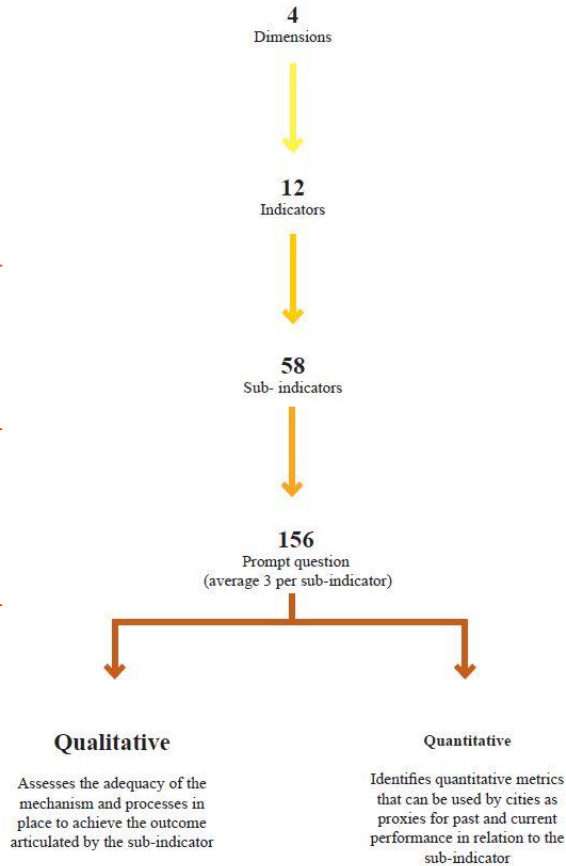 4
Dimensions
12
Indicators
58
Sub- indicators
156
Prompt question
(average 3 per sub-indicator)
Qualitative
Assesses the adequacy of the
mechanism and processes in
place to achieve the outcome
articulated by the sub-indicator
Quantitative
Identifies quantitative metrics
that can be used by cities as
proxies for past and current
performance in relation to the
sub-indicator